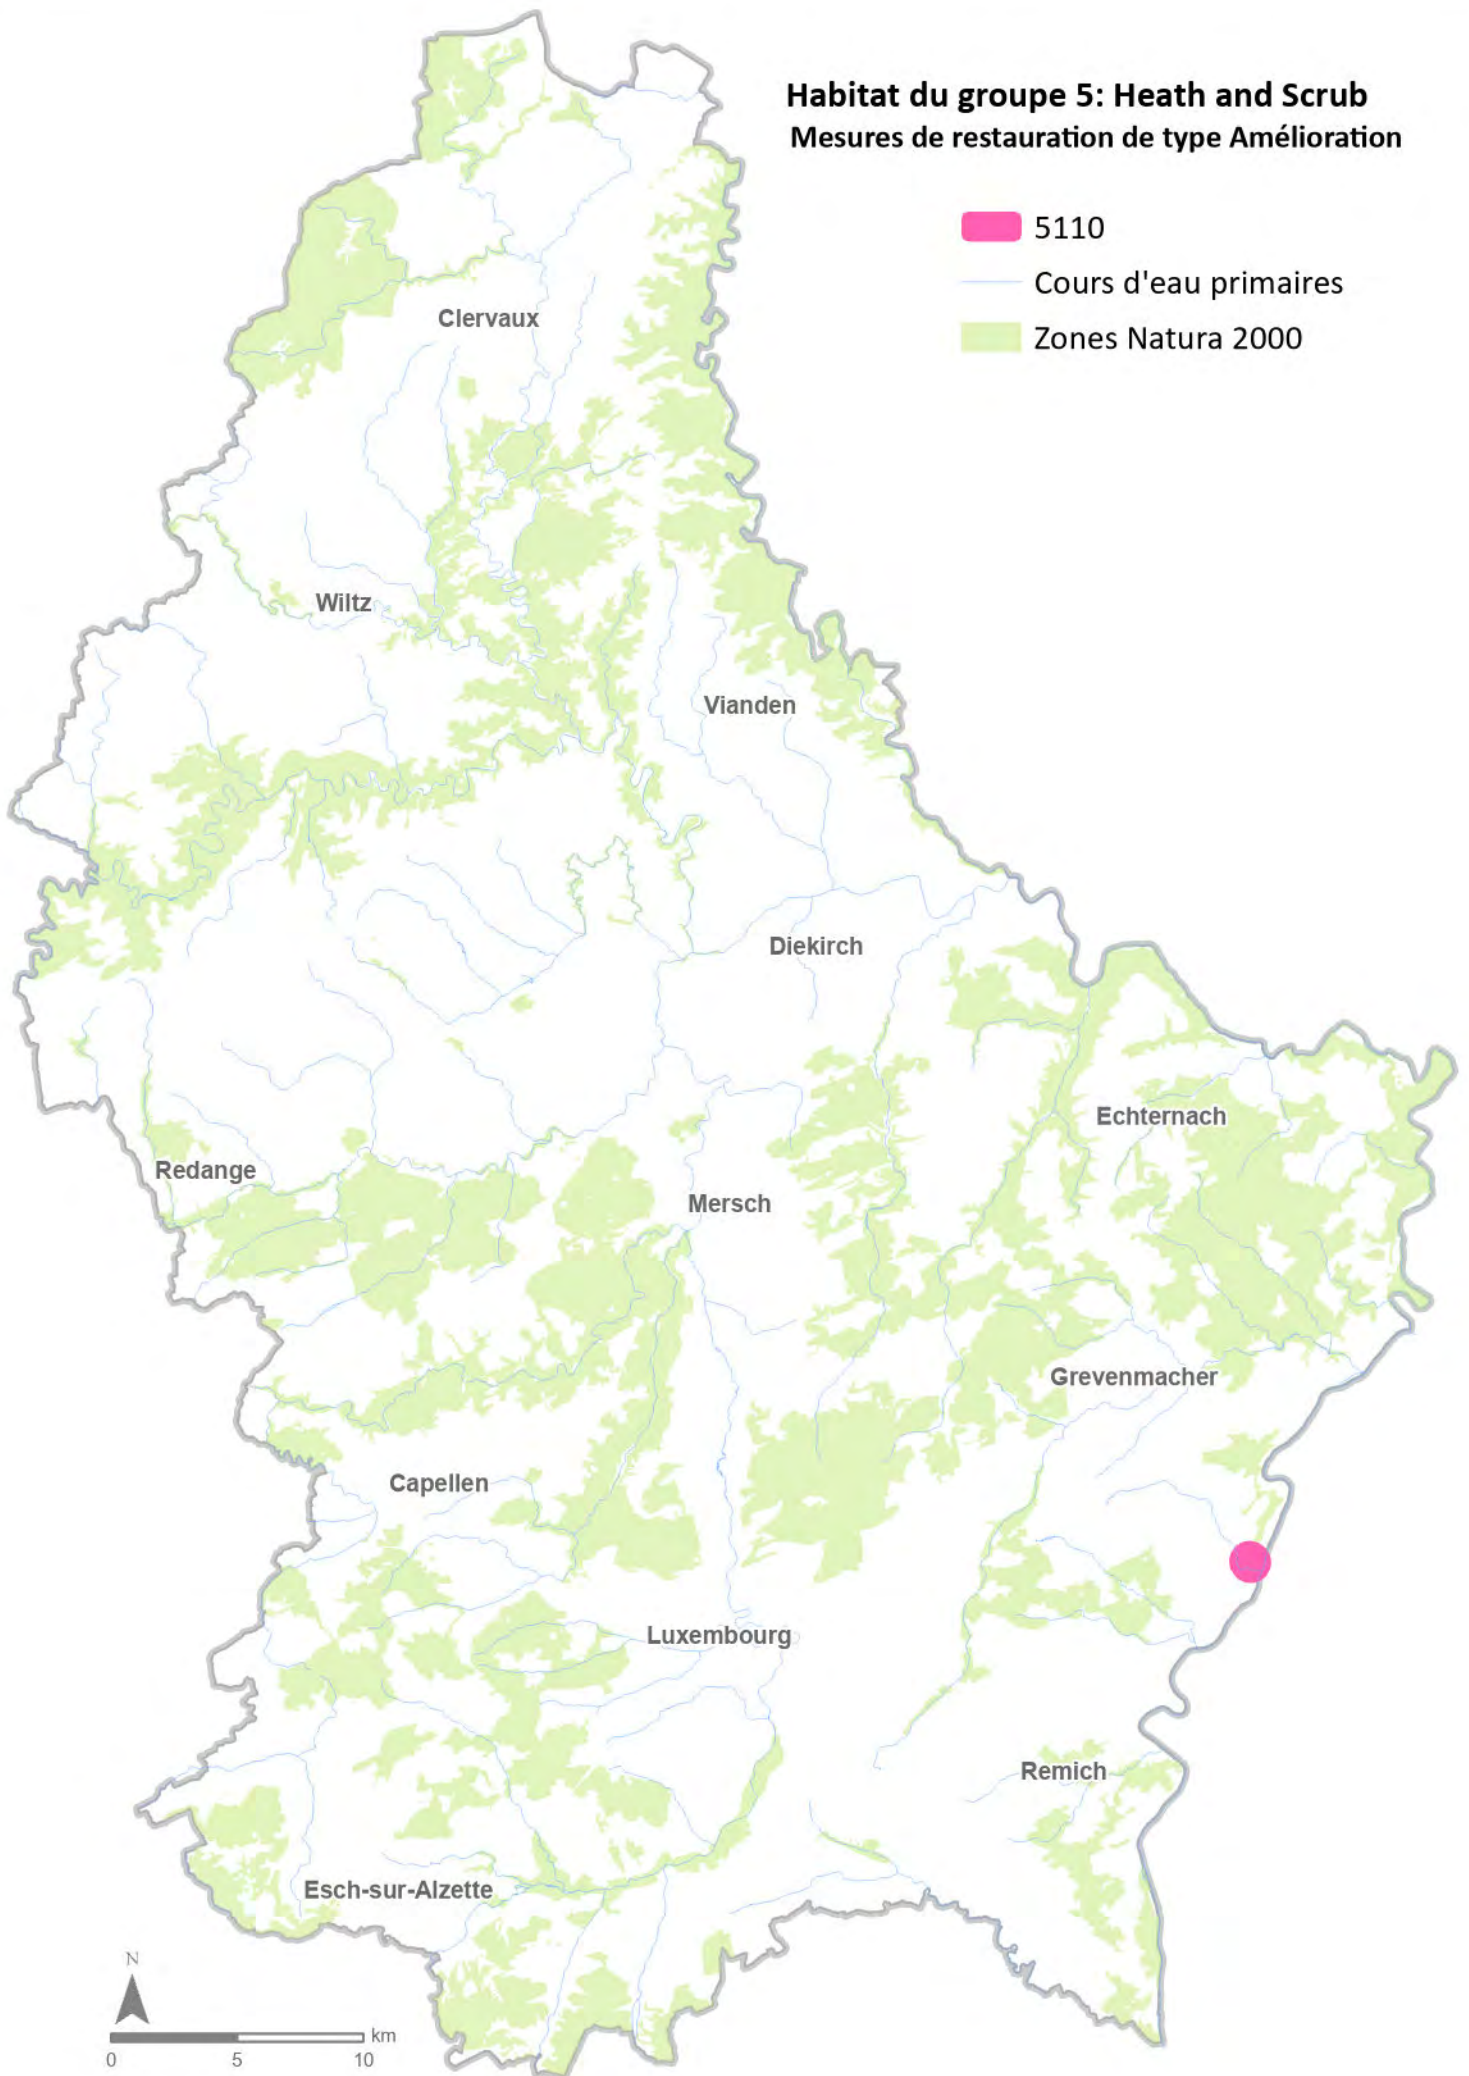 Habitat du groupe 5: Heath and Scrub
Mesures de restauration de type Amélioration
5110
Cours d'eau primaires
Zones Natura 2000
Clervaux
Wiltz
Vianden
Diekirch
Echternach
Redange
Mersch
Grevenmacher
Capellen
Luxembourg
Remich
Esch-sur-Alzette
N
km
0 5 10